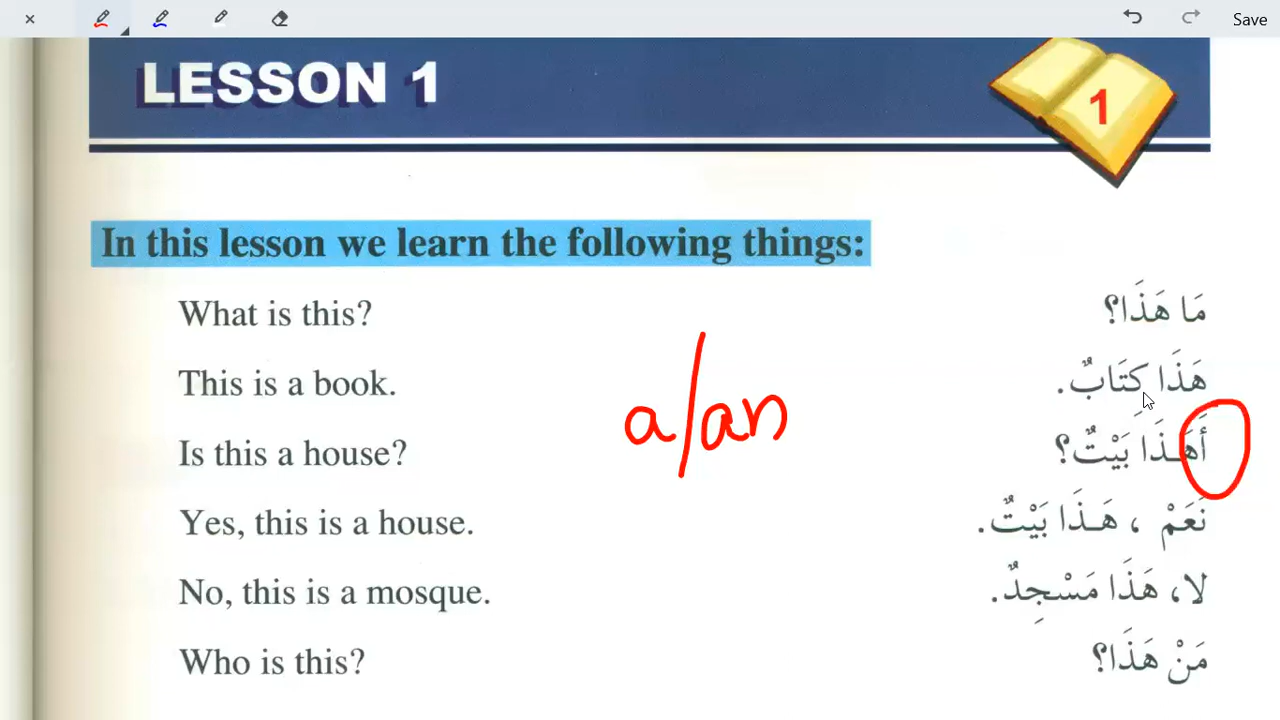 Save
LESSON 1
1
In this lesson we learn the following things:
What is this? مَا هَذَا؟
This is a book. هَذَا كِتَابٌ.
a/an
Is this a house? أَهَـذَا بَيْتٌ؟
Yes, this is a house. نَعَمْ ، هَـذَا بَيْتٌ.
No, this is a mosque. لا، هَذَا مَسْجِدٌ.
Who is this? مَنْ هَذَا؟